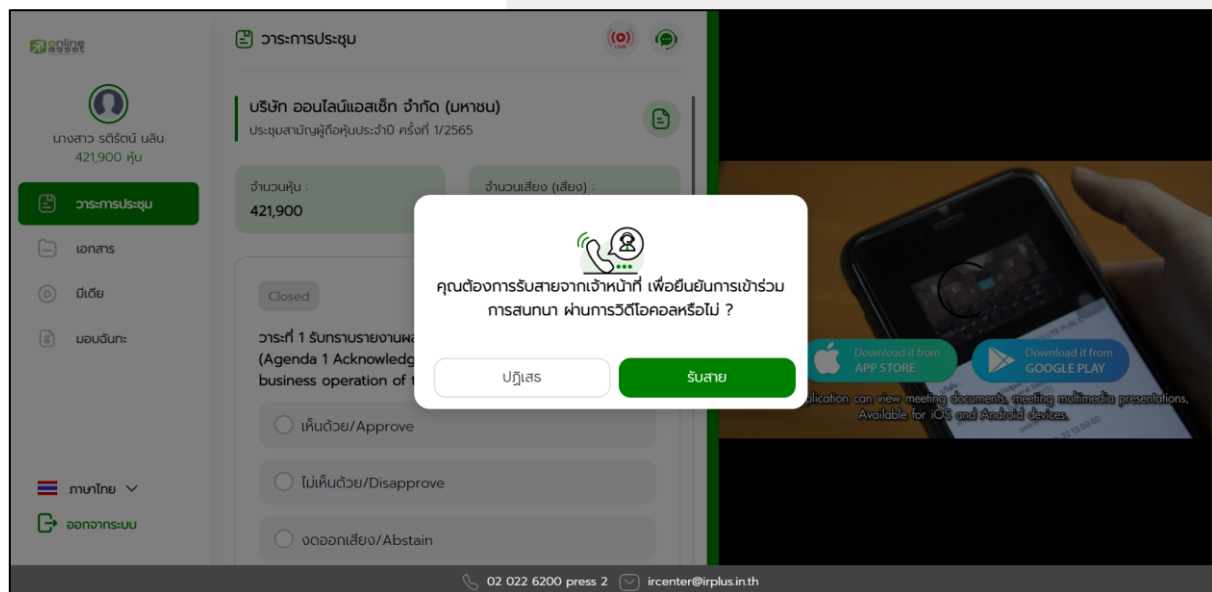 online
asset
นางสาว รติรัตน์ นลิน
421,900 หุ้น
วาระการประชุม
เอกสาร
มีเดีย
มอบฉันทะ
ภาษาไทย
ออกจากระบบ
วาระการประชุม
LIVE
บริษัท ออนไลน์แอสเซ็ท จำกัด (มหาชน)
ประชุมสามัญผู้ถือหุ้นประจำปี ครั้งที่ 1/2565
จำนวนหุ้น :
421,900
จำนวนเสียง (เสียง) :
Closed
วาระที่ 1 รับทราบรายงานผ
(Agenda 1 Acknowledg
business operation of
เห็นด้วย/Approve
ไม่เห็นด้วย/Disapprove
งดออกเสียง/Abstain
คุณต้องการรับสายจากเจ้าหน้าที่ เพื่อยืนยันการเข้าร่วม
การสนทนา ผ่านการวิดีโอคอลหรือไม่ ?
ปฏิเสธ
รับสาย
Download it from
APP STORE
Download it from
GOOGLE PLAY
plication can view meeting documents, meeting multimedia presentations,
Available for iOS and Android devices.
02 022 6200 press 2
ircenter@irplus.in.th